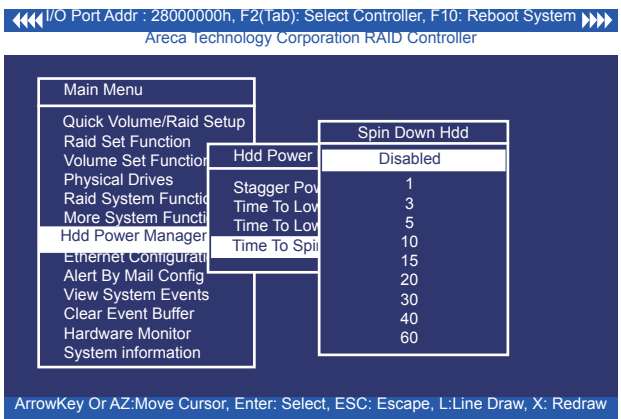 I/O Port Addr : 28000000h, F2(Tab): Select Controller, F10: Reboot System
Areca Technology Corporation RAID Controller
Main Menu
Quick Volume/Raid Setup
Raid Set Function
Volume Set Function
Physical Drives
Raid System Functio
More System Functi
Hdd Power Manager
Ethernet Configurati
Alert By Mail Config
View System Events
Clear Event Buffer
Hardware Monitor
System information
Hdd Power
Stagger Pow
Time To Low
Time To Low
Time To Spi
Spin Down Hdd
Disabled
1
3
5
10
15
20
30
40
60
ArrowKey Or AZ:Move Cursor, Enter: Select, ESC: Escape, L:Line Draw, X: Redraw